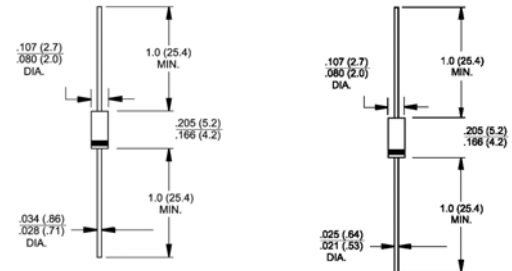 .107 (2.7)
.080 (2.0)
DIA.
1.0 (25.4)
MIN.
.205 (5.2)
.166 (4.2)
1.0 (25.4)
MIN.
.034 (.86)
.028 (.71)
DIA.
.107 (2.7)
.080 (2.0)
DIA.
1.0 (25.4)
MIN.
.205 (5.2)
.166 (4.2)
1.0 (25.4)
MIN.
.025 (.64)
.021 (.53)
DIA.